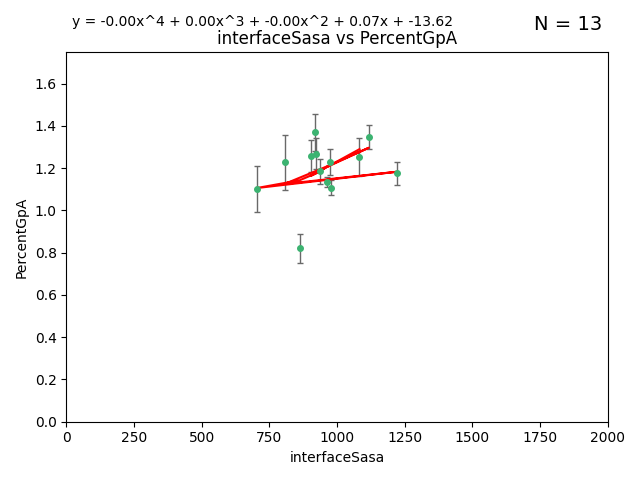 y = -0.00x^4 + 0.00x^3 + -0.00x^2 + 0.07x + -13.62
N = 13
interfaceSasa vs PercentGpA
PercentGpA
1.6
1.4
1.2
1.0
0.8
0.6
0.4
0.2
0.0
0 250 500 750 1000 1250 1500 1750 2000
interfaceSasa